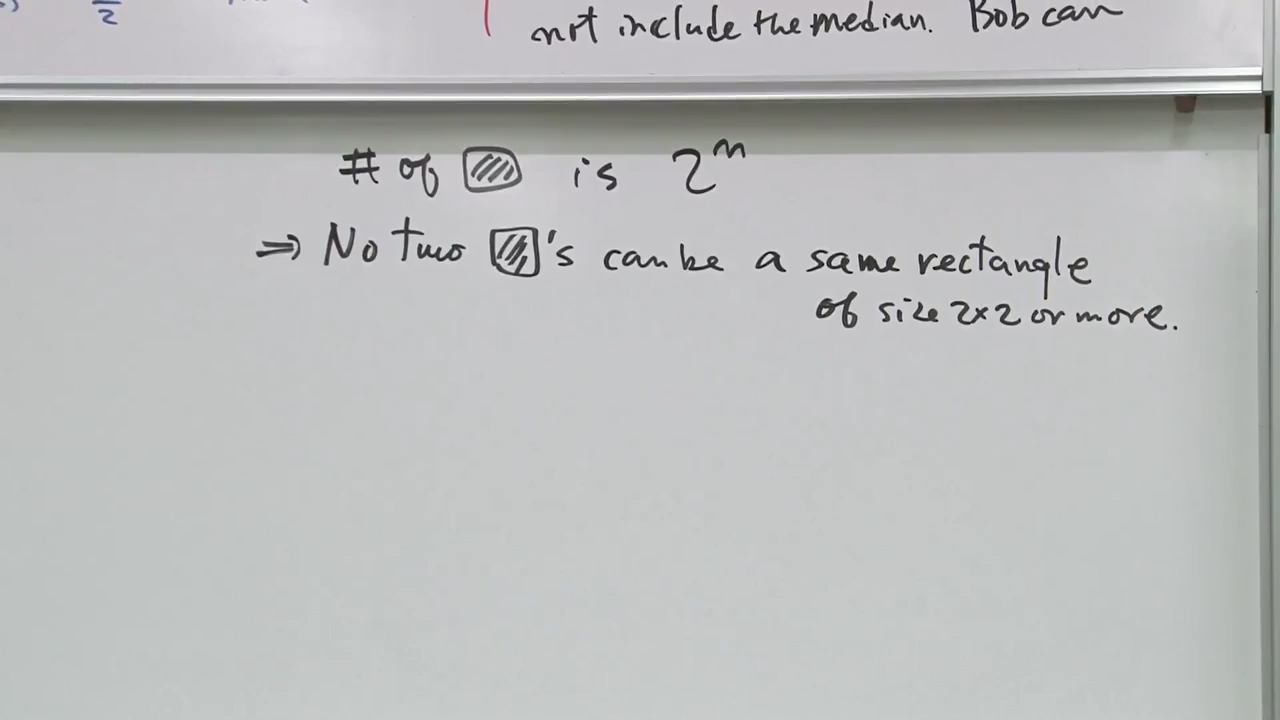 2
not include the median. Bob can
# of ▨ is 2^n
⇒ No two ▨'s can be a same rectangle
of size 2×2 or more.